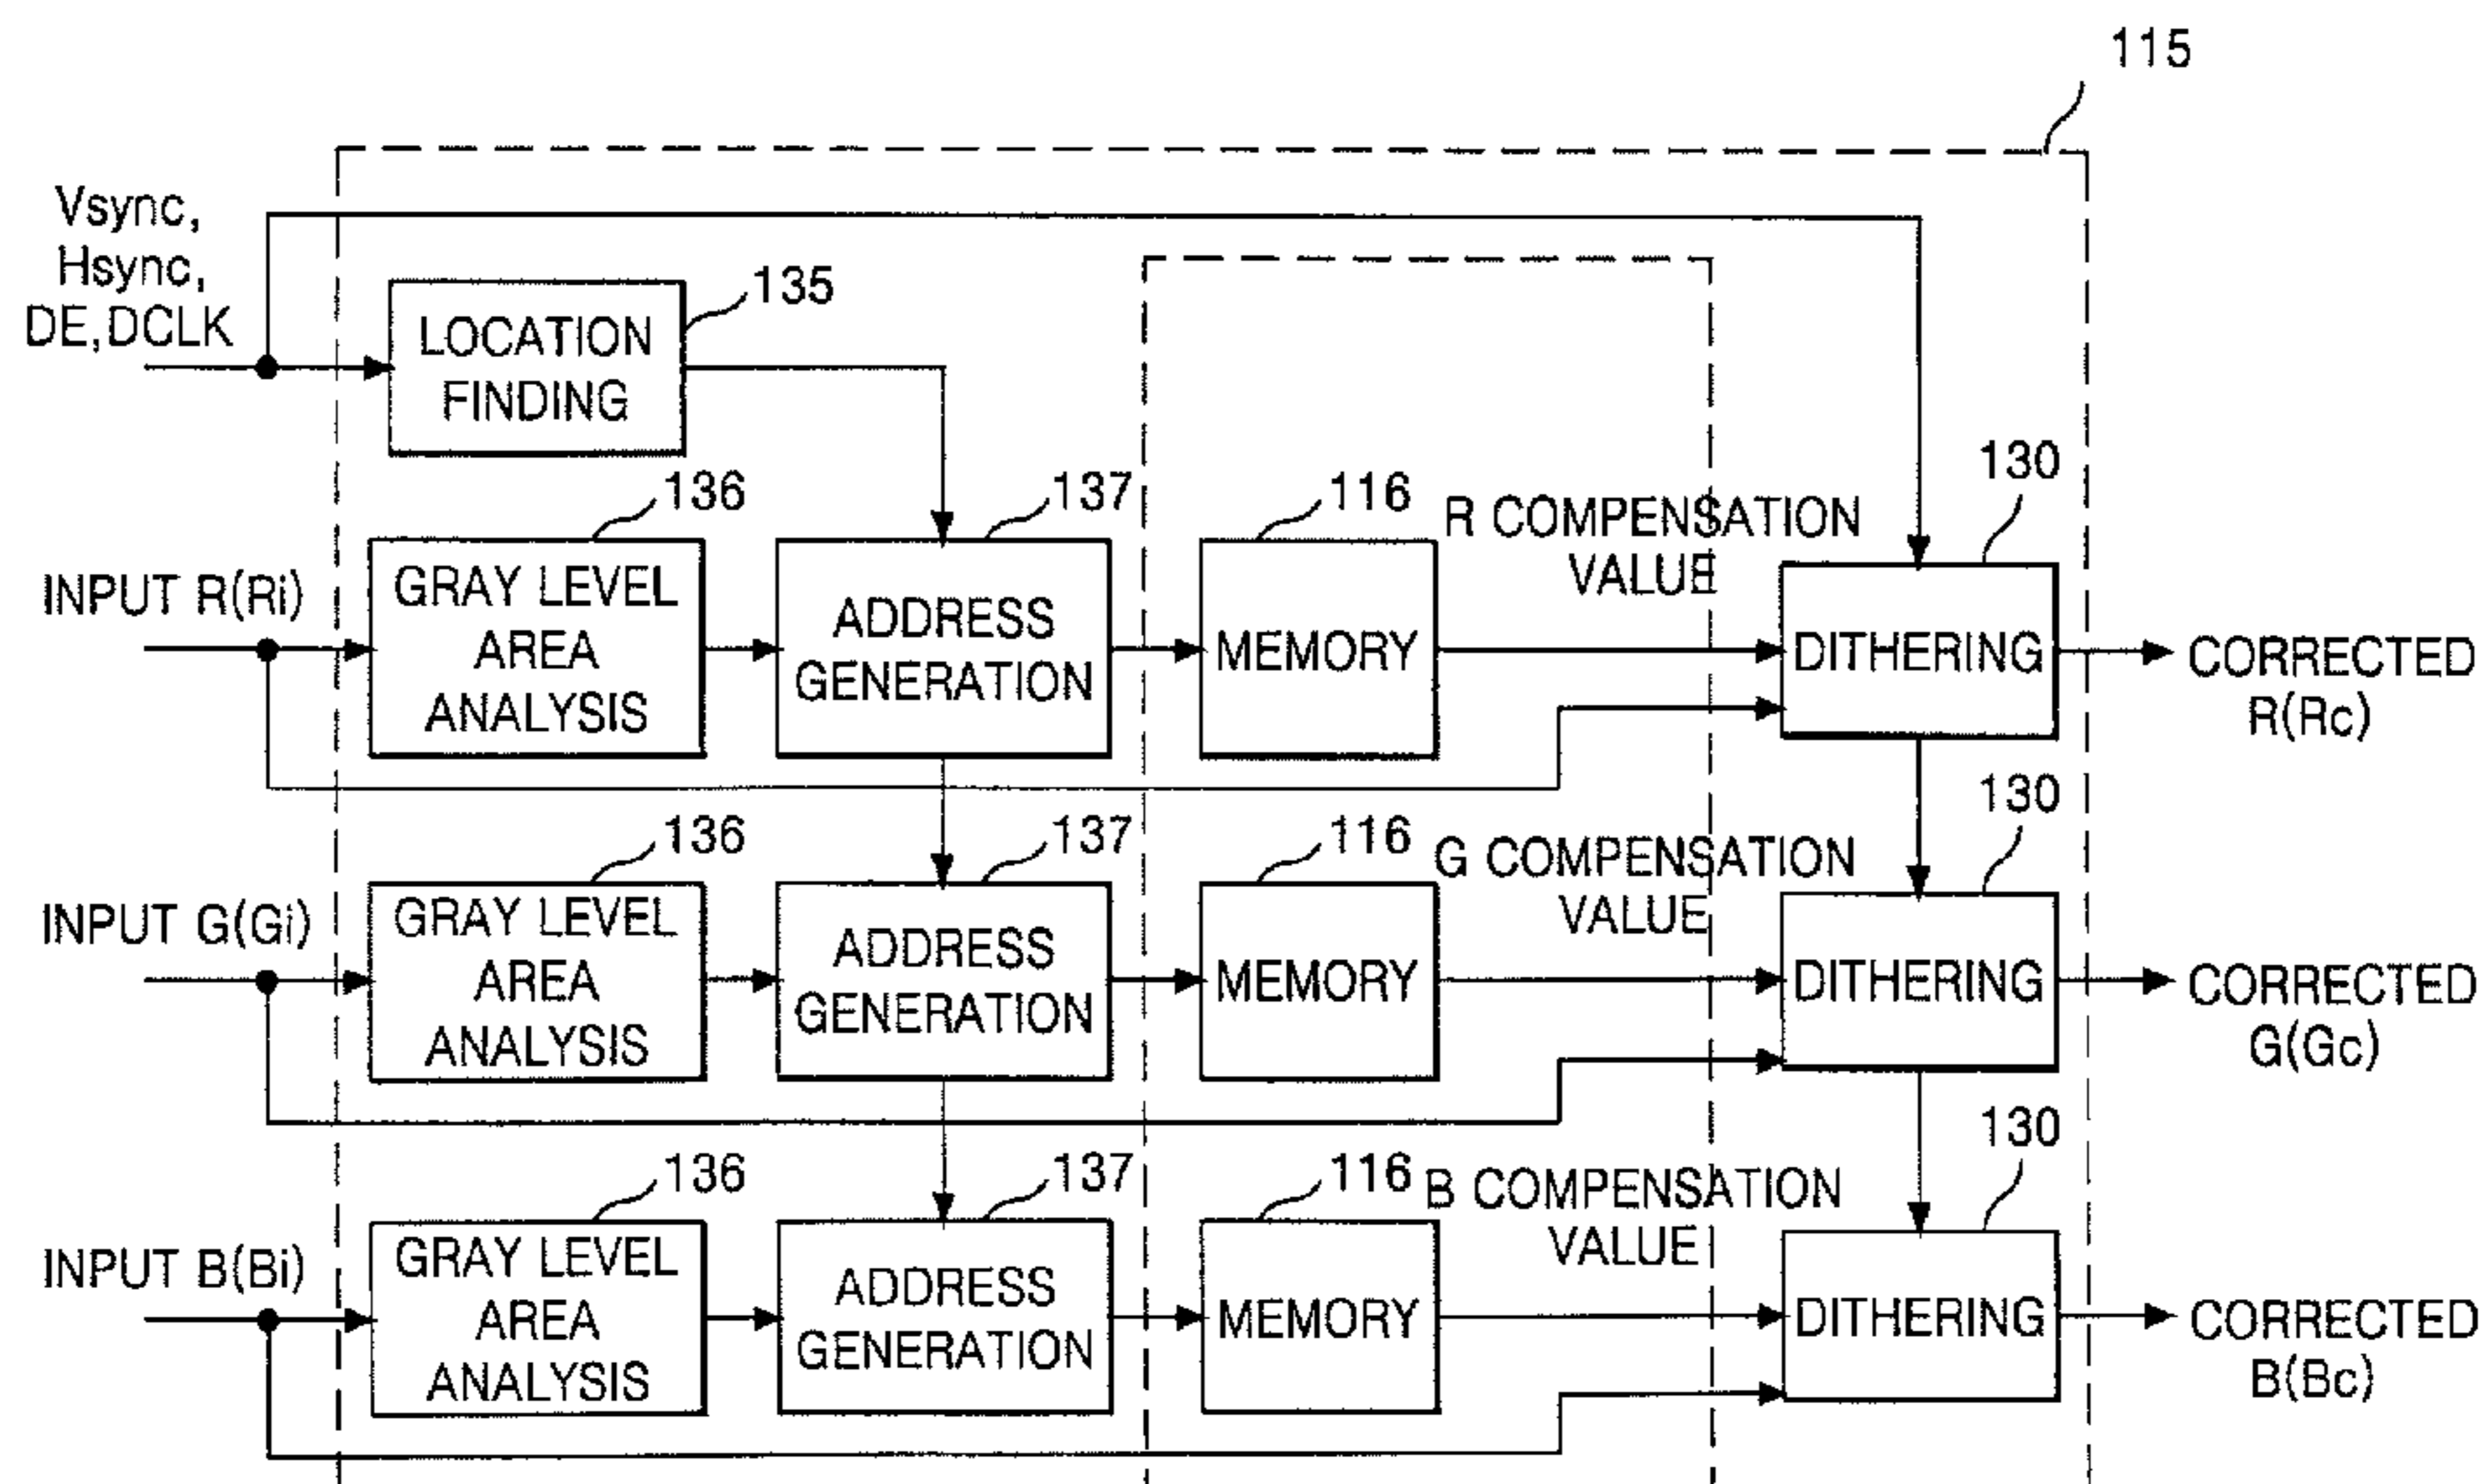 115
Vsync,
Hsync,
DE,DCLK
LOCATION
FINDING
135
INPUT R(Ri)
136
GRAY LEVEL
AREA
ANALYSIS
137
ADDRESS
GENERATION
116
MEMORY
R COMPENSATION
VALUE
130
DITHERING
CORRECTED
R(Rc)
INPUT G(Gi)
136
GRAY LEVEL
AREA
ANALYSIS
137
ADDRESS
GENERATION
116
MEMORY
G COMPENSATION
VALUE
130
DITHERING
CORRECTED
G(Gc)
INPUT B(Bi)
136
GRAY LEVEL
AREA
ANALYSIS
137
ADDRESS
GENERATION
116
MEMORY
B COMPENSATION
VALUE
130
DITHERING
CORRECTED
B(Bc)